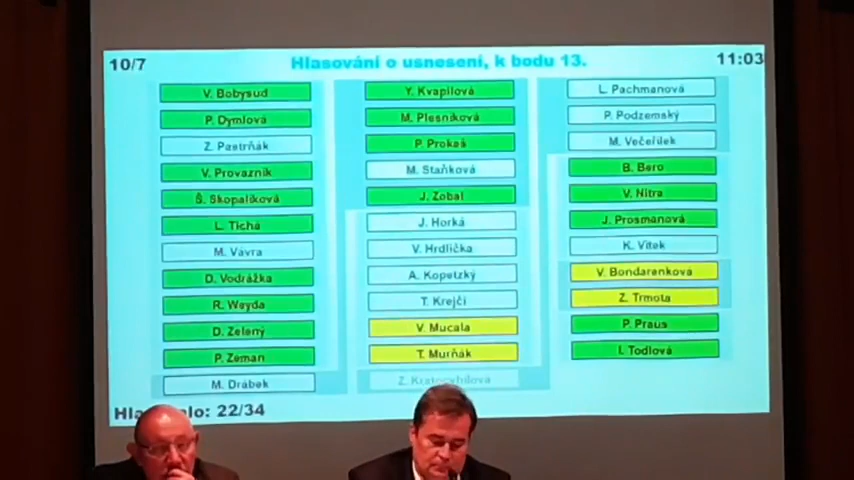 10/7
Hlasování o usnesení, k bodu 13.
11:03
V. Bobysud
P. Dymlová
Z. Pastrňák
V. Provazník
Š. Skopalíková
L. Tichá
M. Vávra
D. Vodrážka
R. Weyda
D. Zelený
P. Zeman
M. Drábek
Y. Kvapilová
M. Plesníková
P. Prokeš
M. Staňková
J. Zobal
J. Horká
V. Hrdlička
A. Kopetzký
T. Krejčí
V. Mucala
T. Murňák
Z.
L. Pachmanová
P. Podzemský
M. Večeřílek
B. Bero
V. Nitra
J. Prosmanová
K. Vítek
V. Bondarenková
Z. Trmota
P. Praus
I. Todlová
22/34